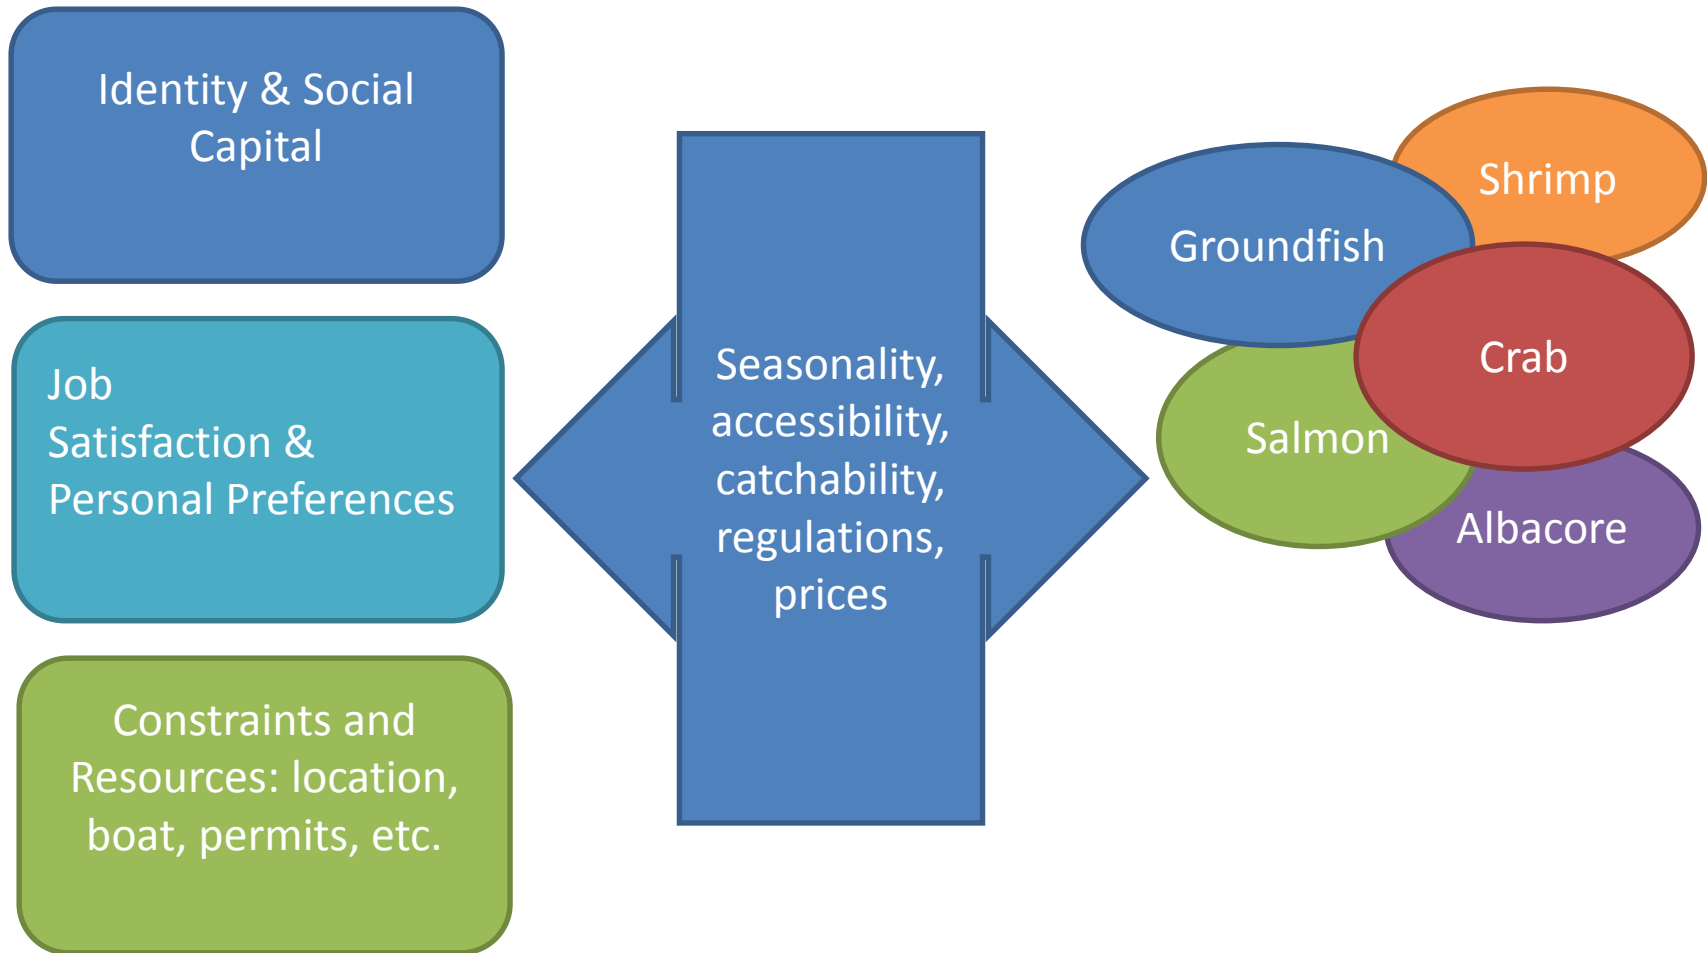 Identity & Social
Capital
Job
Satisfaction &
Personal Preferences
Constraints and
Resources: location,
boat, permits, etc.
Seasonality,
accessibility,
catchability,
regulations,
prices
Shrimp
Groundfish
Crab
Salmon
Albacore